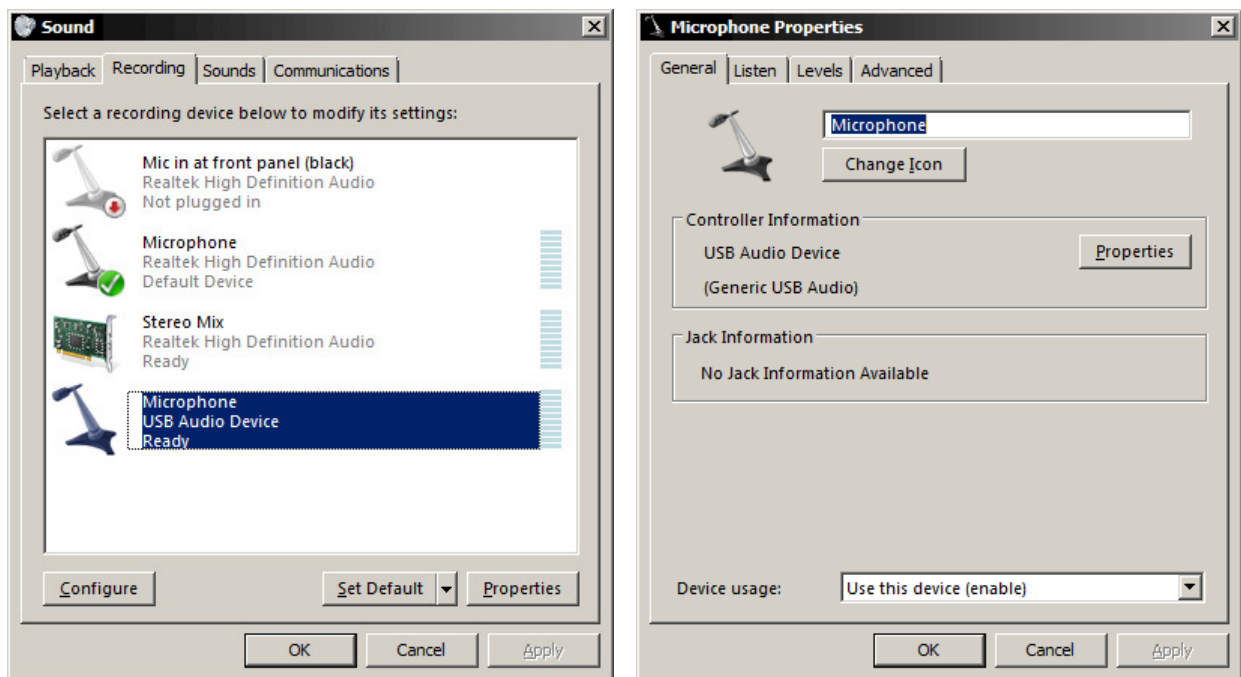 Sound
Playback Recording Sounds Communications
Select a recording device below to modify its settings:
Mic in at front panel (black)
Realtek High Definition Audio
Not plugged in
Microphone
Realtek High Definition Audio
Default Device
Stereo Mix
Realtek High Definition Audio
Ready
Microphone
USB Audio Device
Ready
Configure Set Default Properties
OK Cancel Apply
Microphone Properties
General Listen Levels Advanced
Microphone
Change Icon
Controller Information
USB Audio Device Properties
(Generic USB Audio)
Jack Information
No Jack Information Available
Device usage: Use this device (enable)
OK Cancel Apply